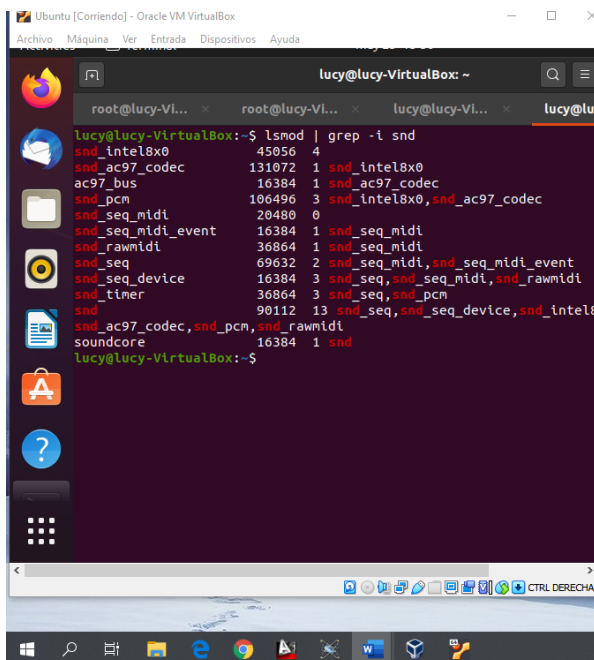 Ubuntu [Corriendo] - Oracle VM VirtualBox
Archivo Máquina Ver Entrada Dispositivos Ayuda
lucy@lucy-VirtualBox: ~
root@lucy-Vi... × root@lucy-Vi... × lucy@lucy-Vi... × lucy@lu
lucy@lucy-VirtualBox:~$ lsmod | grep -i snd
snd_intel8x0 45056 4
snd_ac97_codec 131072 1 snd_intel8x0
ac97_bus 16384 1 snd_ac97_codec
snd_pcm 106496 3 snd_intel8x0,snd_ac97_codec
snd_seq_midi 20480 0
snd_seq_midi_event 16384 1 snd_seq_midi
snd_rawmidi 36864 1 snd_seq_midi
snd_seq 69632 2 snd_seq_midi,snd_seq_midi_event
snd_seq_device 16384 3 snd_seq,snd_seq_midi,snd_rawmidi
snd_timer 36864 3 snd_seq,snd_pcm
snd 90112 13 snd_seq,snd_seq_device,snd_intel8
snd_ac97_codec,snd_pcm,snd_rawmidi
soundcore 16384 1 snd
lucy@lucy-VirtualBox:~$
CTRL DERECHA